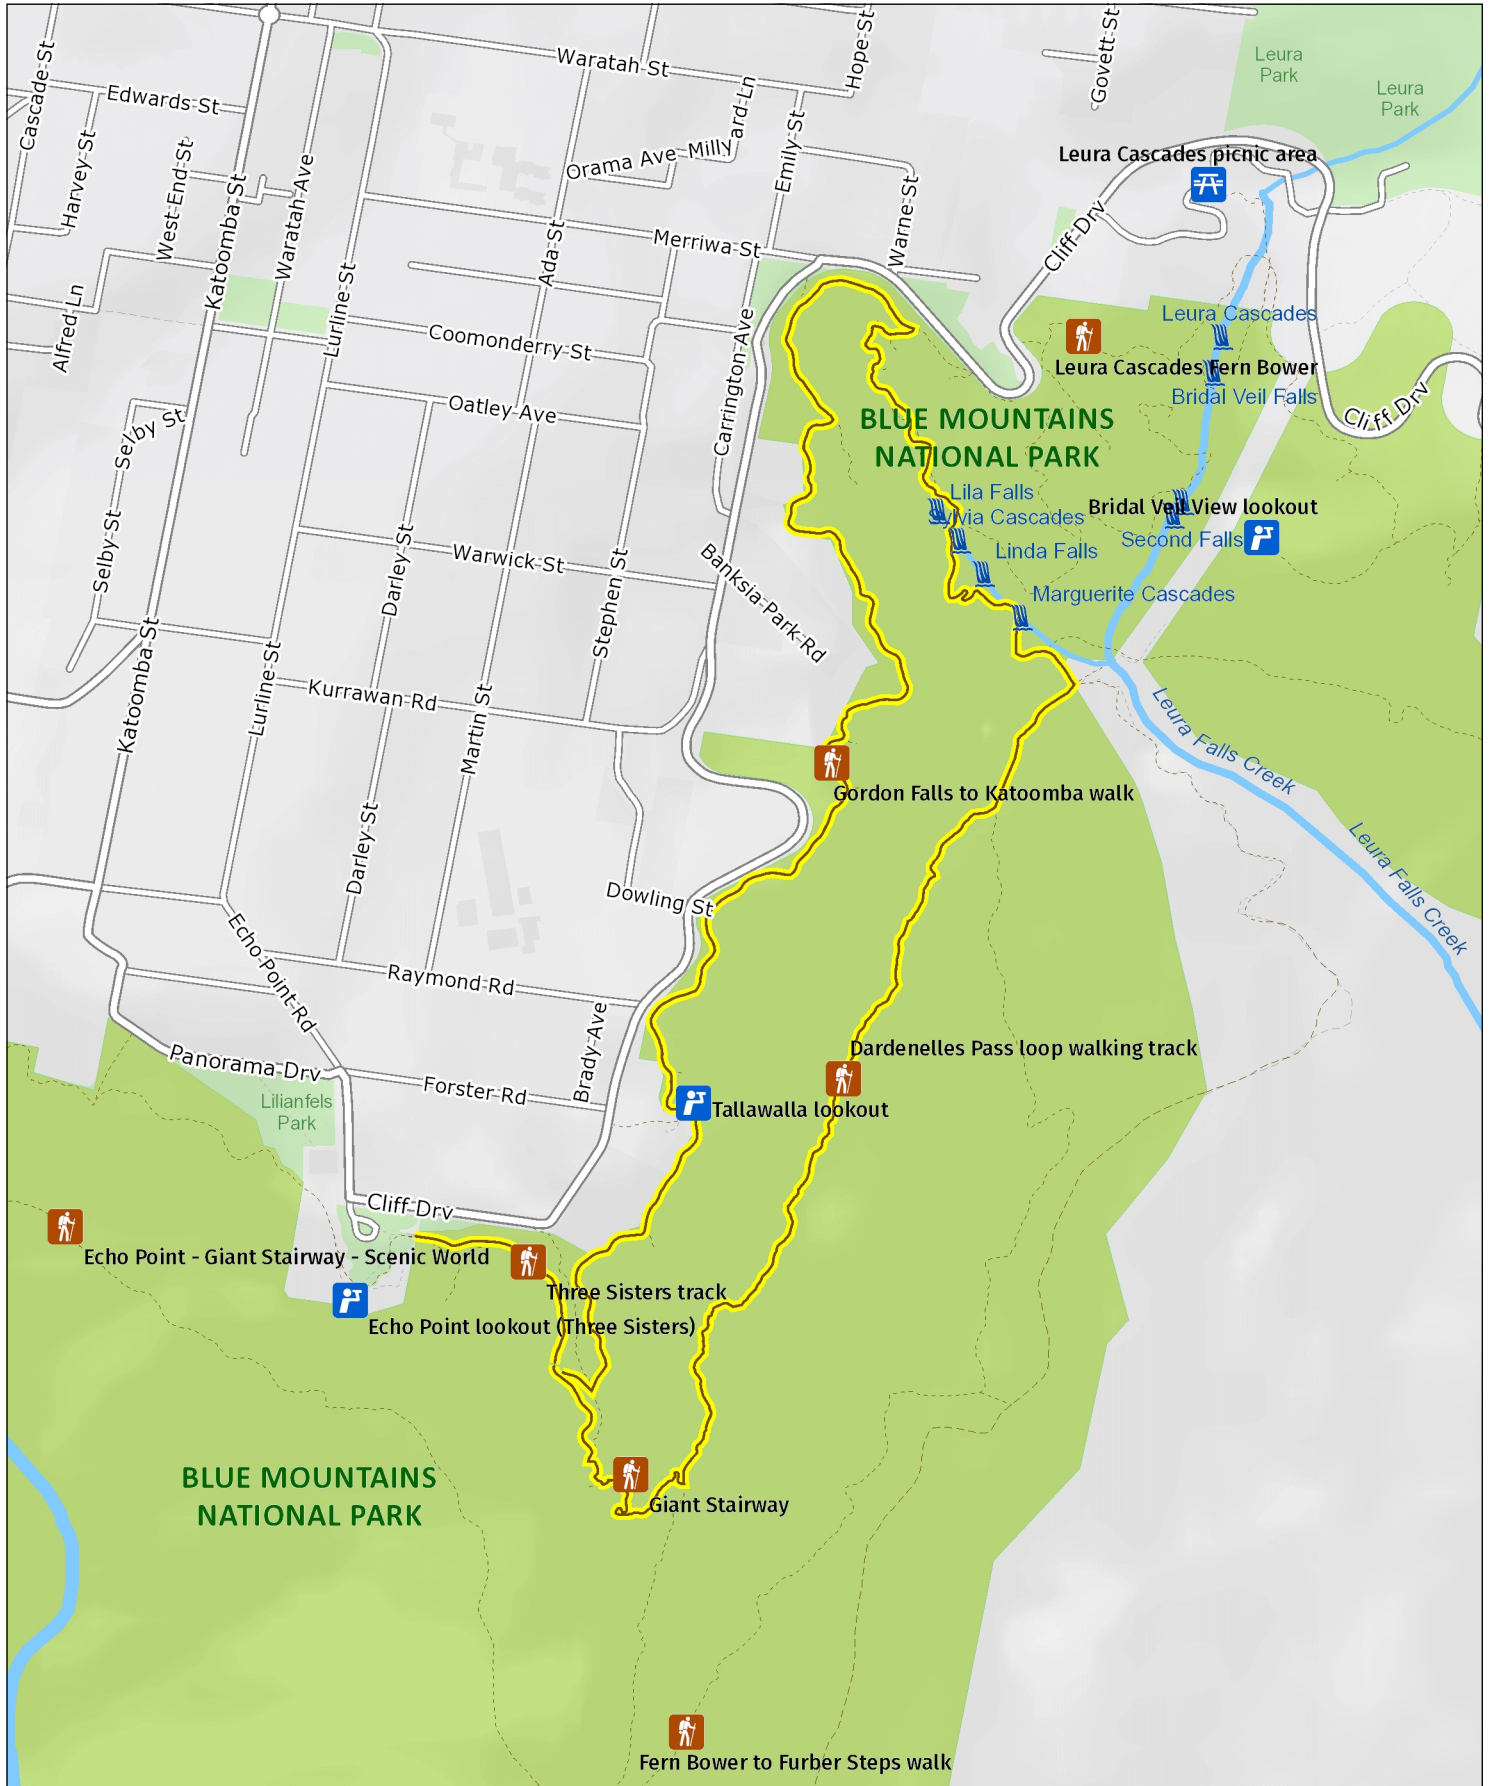 Cascade-St
Edwards St
Harvey-St
West-End-St
Katoomba-St
Waratah-Ave
Waratah St
Hope-St
Govett-St
Leura
Park
Leura
Park
Orama Ave
Milly
ard-Ln
Emily-St
Warne-St
Leura Cascades picnic area
Cliff-Drv
Merriwa St
Ada-St
Alfred-Ln
Lurline-St
Coomonderry St
Carrington-Ave
Leura Cascades
Leura Cascades Fern Bower
Bridal Veil Falls
Cliff Drv
Selby St
Oatley Ave
BLUE MOUNTAINS
NATIONAL PARK
Lila Falls
Sylvia Cascades
Bridal Veil View lookout
Second Falls
Linda Falls
Marguerite Cascades
Selby-St
Darley-St
Warwick St
Stephen St
Banksia-Park-Rd
Katoomba-St
Lurline-St
Kurrawan Rd
Martin St
Leura Falls Creek
Leura Falls Creek
Gordon Falls to Katoomba walk
Darley-St
Dowling St
Echo-Point-Rd
Raymond Rd
Brady-Ave
Panorama Drv
Forster Rd
Lilianfels
Park
Dardenelles Pass loop walking track
Tallawalla lookout
Cliff Drv
Echo Point - Giant Stairway - Scenic World
Three Sisters track
Echo Point lookout (Three Sisters)
BLUE MOUNTAINS
NATIONAL PARK
Giant Stairway
Fern Bower to Furber Steps walk